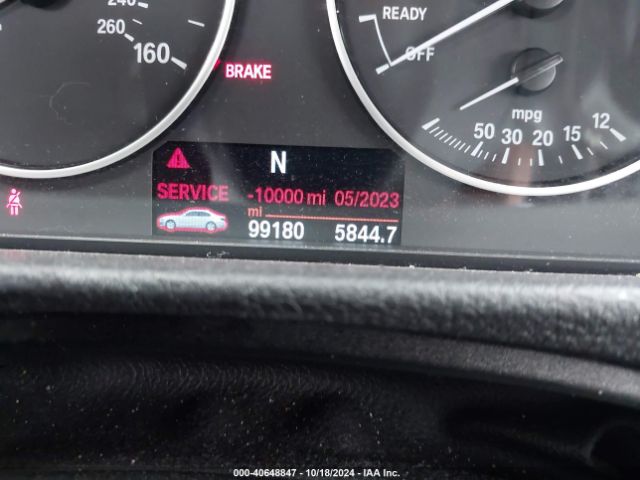 240
260
160
BRAKE
READY
OFF
mpg
50 30 20 15 12
N
SERVICE -10000 mi 05/2023
mi
99180 5844.7
000-40648847 - 10/18/2024 - IAA Inc.